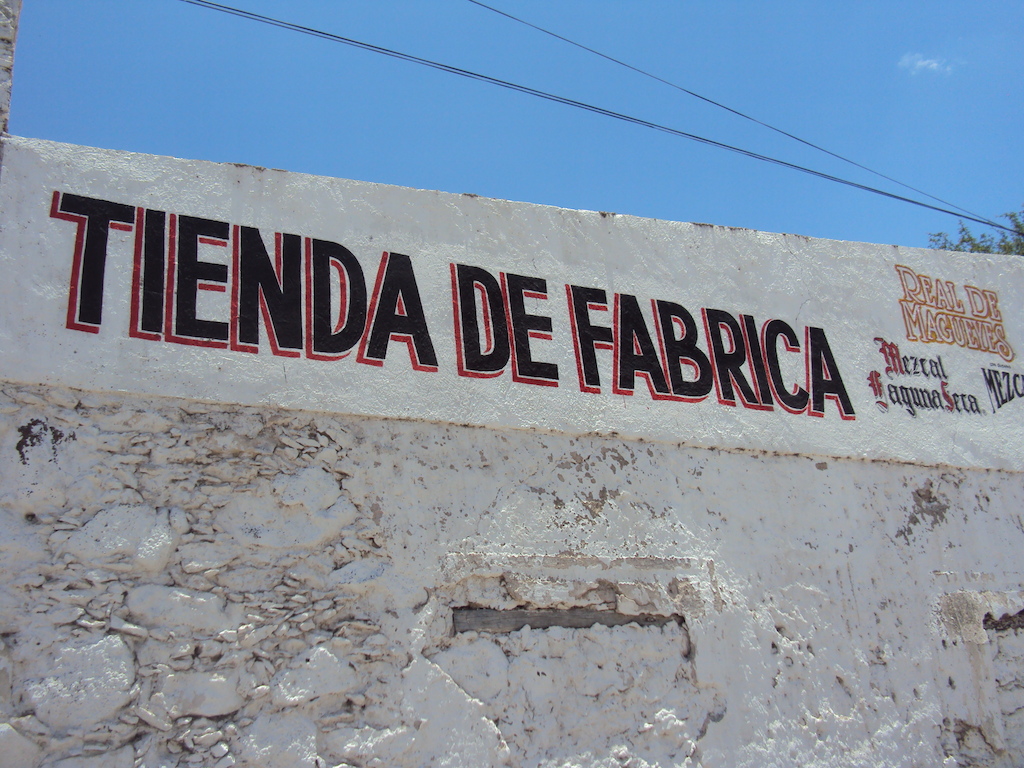 TIENDA DE FABRICA
REAL DE
MAGUEYES
Mezcal
Laguna Seca